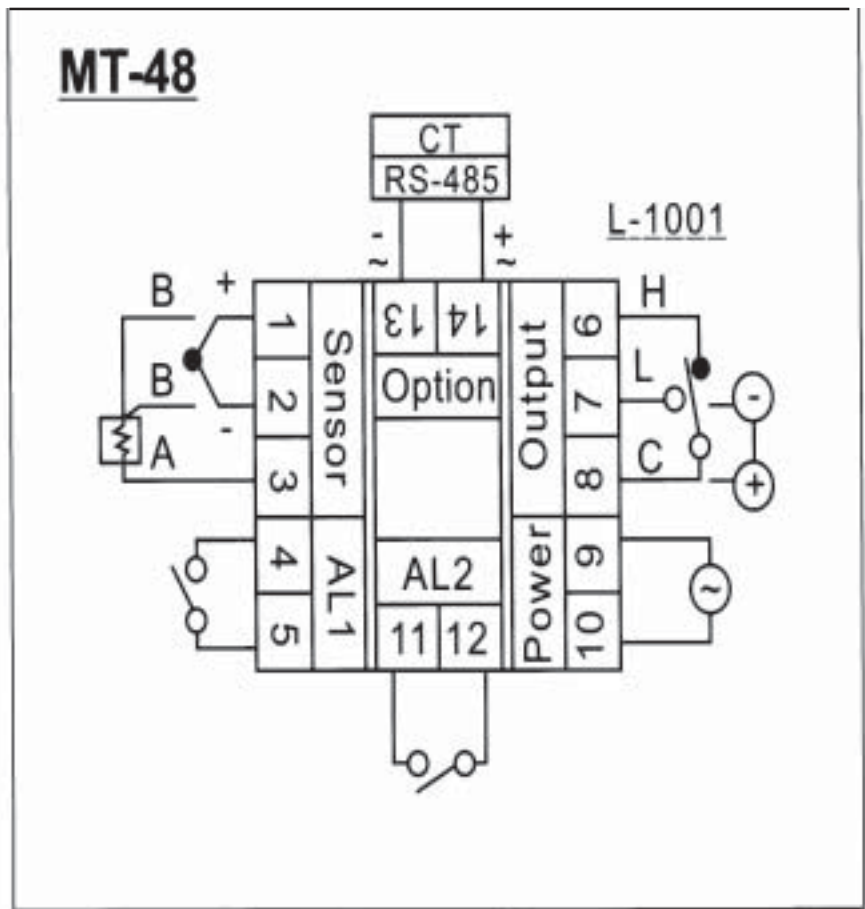 MT-48
CT
RS-485
L-1001
- ~
+ ~
B +
B -
A
1
2
3
4
5
Sensor
AL1
13 14
Option
AL2
11 12
Output
Power
6
7
8
9
10
H
L
C
-
+
~